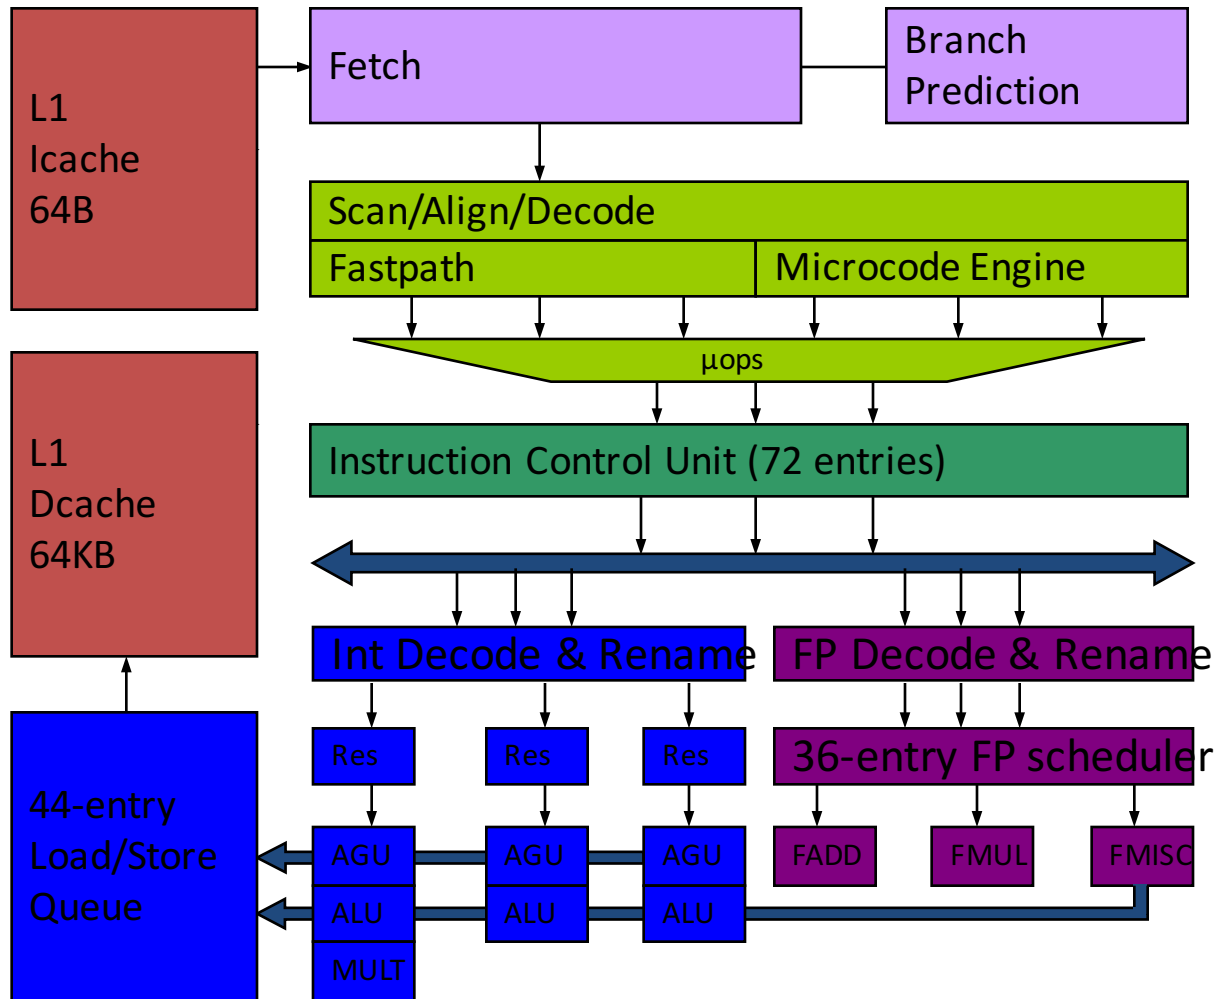 L1
Icache
64B
Fetch
Branch
Prediction
Scan/Align/Decode
Fastpath
Microcode Engine
μops
L1
Dcache
64KB
Instruction Control Unit (72 entries)
Int Decode & Rename
FP Decode & Rename
Res
Res
Res
36-entry FP scheduler
44-entry
Load/Store
Queue
AGU
AGU
AGU
FADD
FMUL
FMISC
ALU
ALU
ALU
MULT